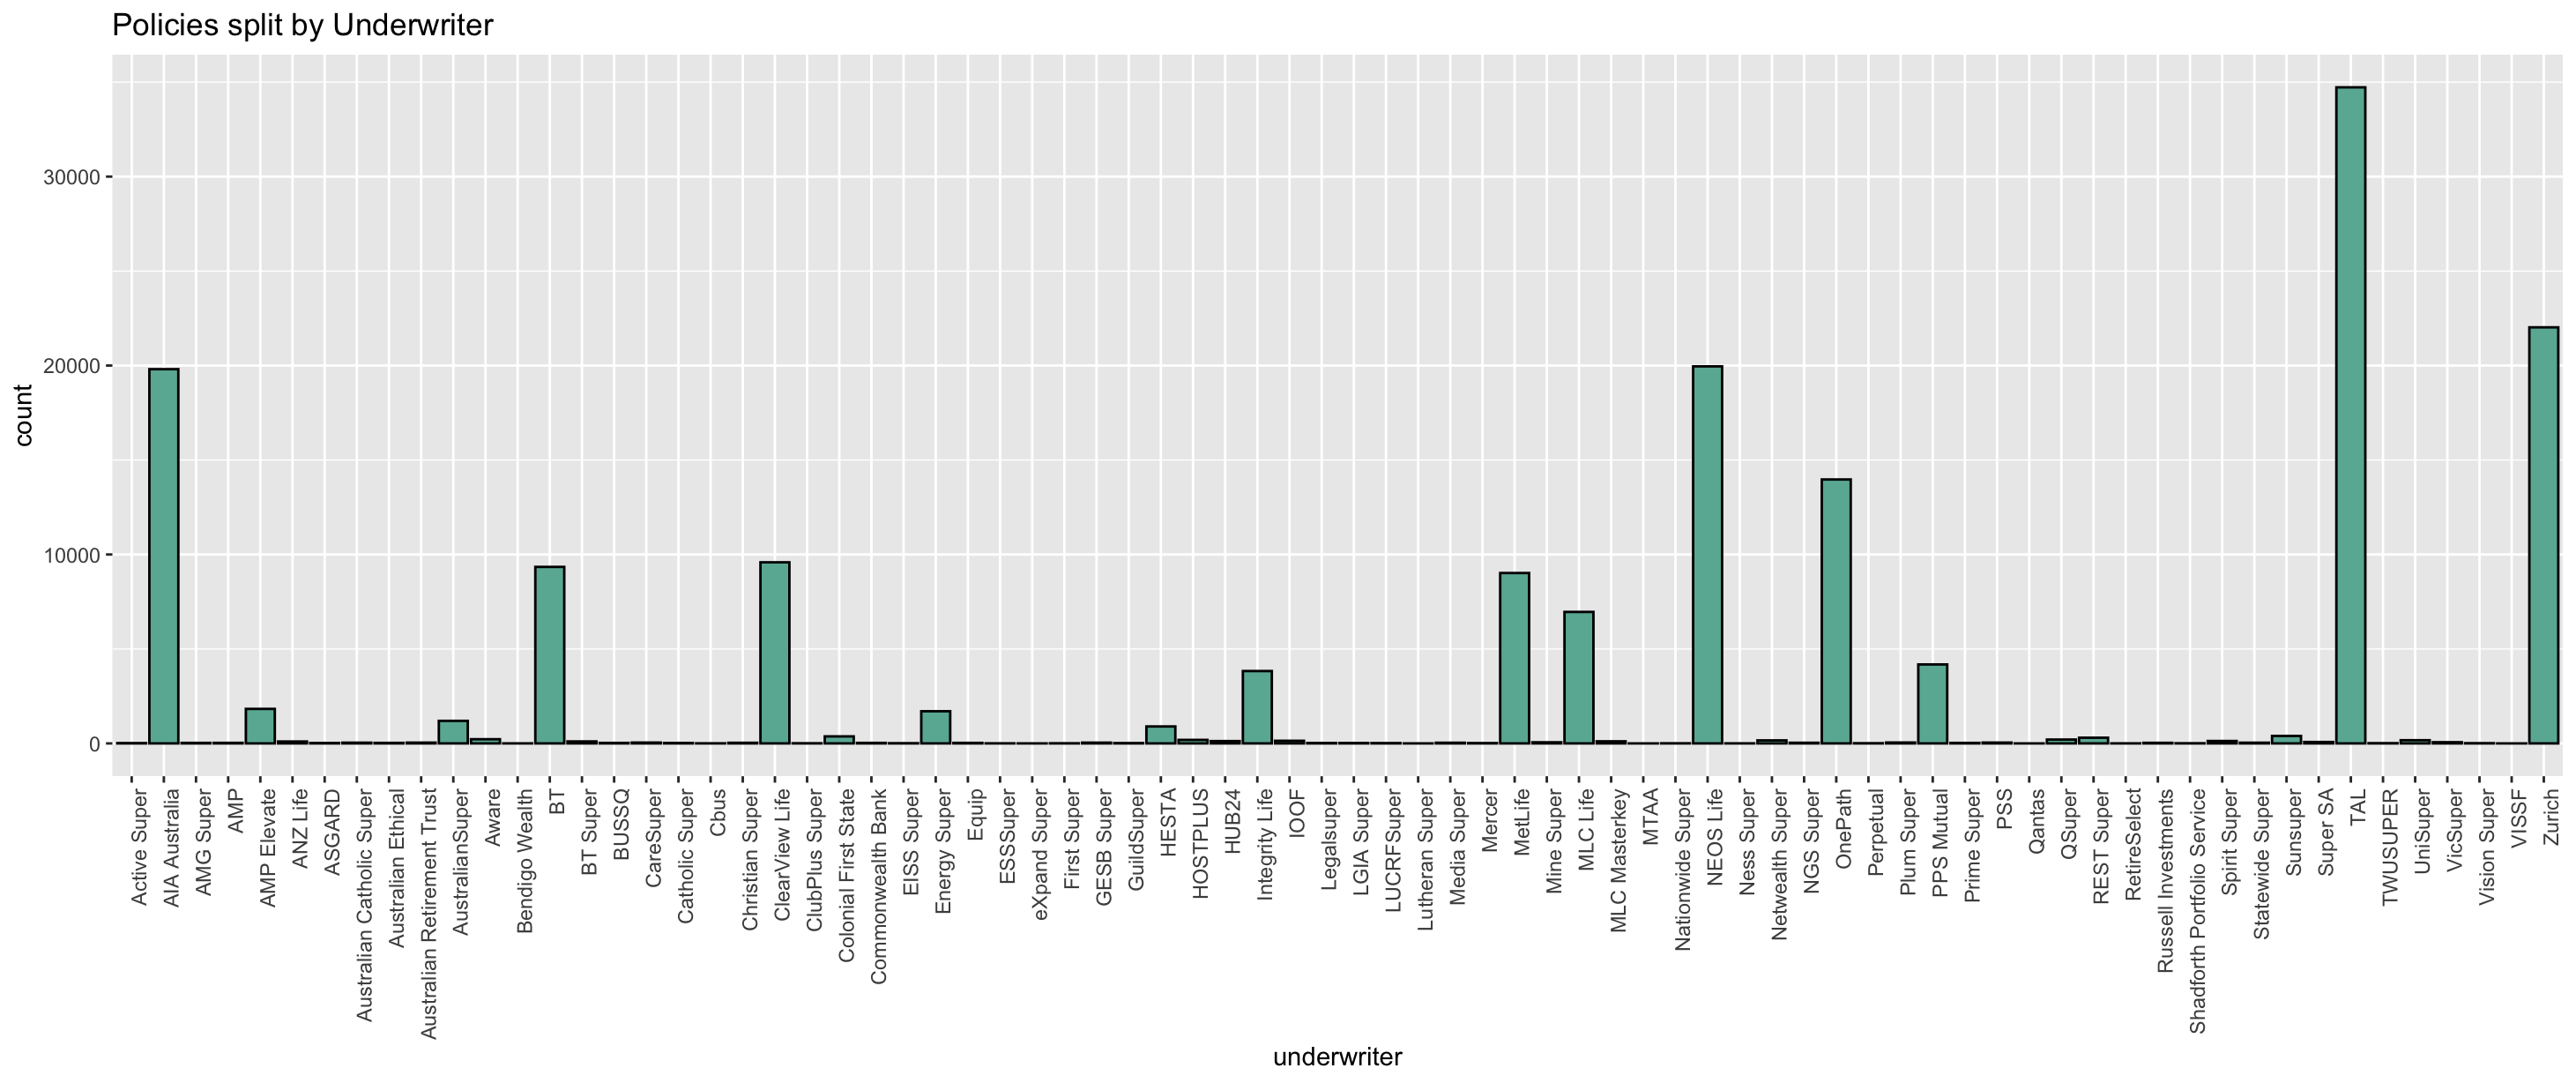 Policies split by Underwriter
count
30000
20000
10000
0
Active Super
AIA Australia
AMG Super
AMP
AMP Elevate
ANZ Life
ASGARD
Australian Catholic Super
Australian Ethical
Australian Retirement Trust
AustralianSuper
Aware
Bendigo Wealth
BT
BT Super
BUSSQ
CareSuper
Catholic Super
Cbus
Christian Super
ClearView Life
ClubPlus Super
Colonial First State
Commonwealth Bank
EISS Super
Energy Super
Equip
ESSSuper
eXpand Super
First Super
GESB Super
GuildSuper
HESTA
HOSTPLUS
HUB24
Integrity Life
IOOF
Legalsuper
LGIA Super
LUCRFSuper
Lutheran Super
Media Super
Mercer
MetLife
Mine Super
MLC Life
MLC Masterkey
MTAA
Nationwide Super
NEOS Life
Ness Super
Netwealth Super
NGS Super
OnePath
Perpetual
Plum Super
PPS Mutual
Prime Super
PSS
Qantas
QSuper
REST Super
RetireSelect
Russell Investments
Shadforth Portfolio Service
Spirit Super
Statewide Super
Sunsuper
Super SA
TAL
TWUSUPER
UniSuper
VicSuper
Vision Super
VISSF
Zurich
underwriter